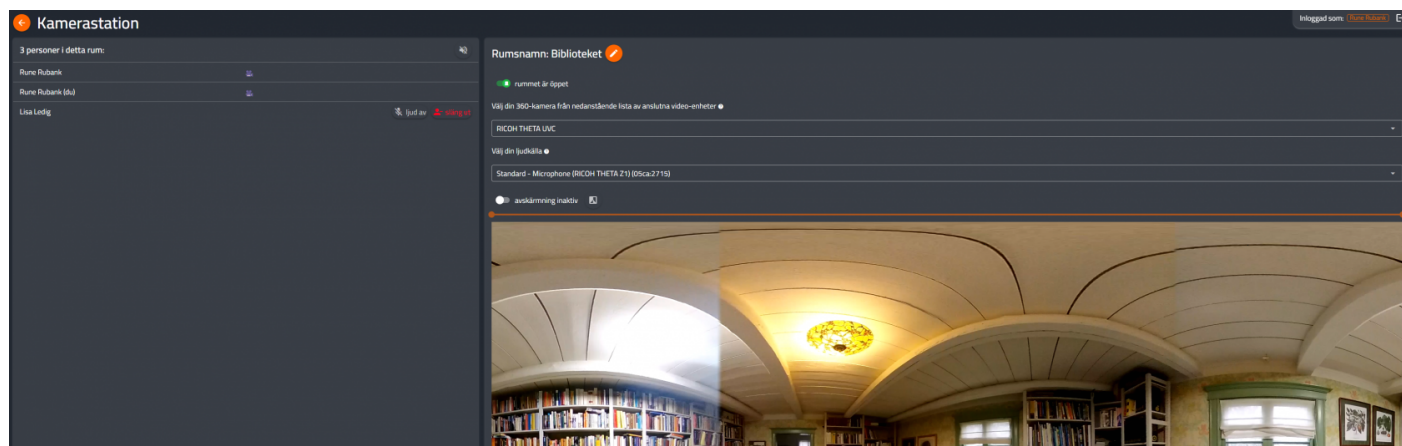 Kamerastation
Inloggad som: Rune Rubank
3 personer i detta rum:
Rune Rubank
Rune Rubank (du)
Lisa Ledig
ljud av
släng ut
Rumsnamn: Biblioteket
rummet är öppet
Välj din 360-kamera från nedanstående lista av anslutna video-enheter
RICOH THETA UVC
Välj din ljudkälla
Standard - Microphone (RICOH THETA Z1) (05ca:2715)
avskärmning inaktiv